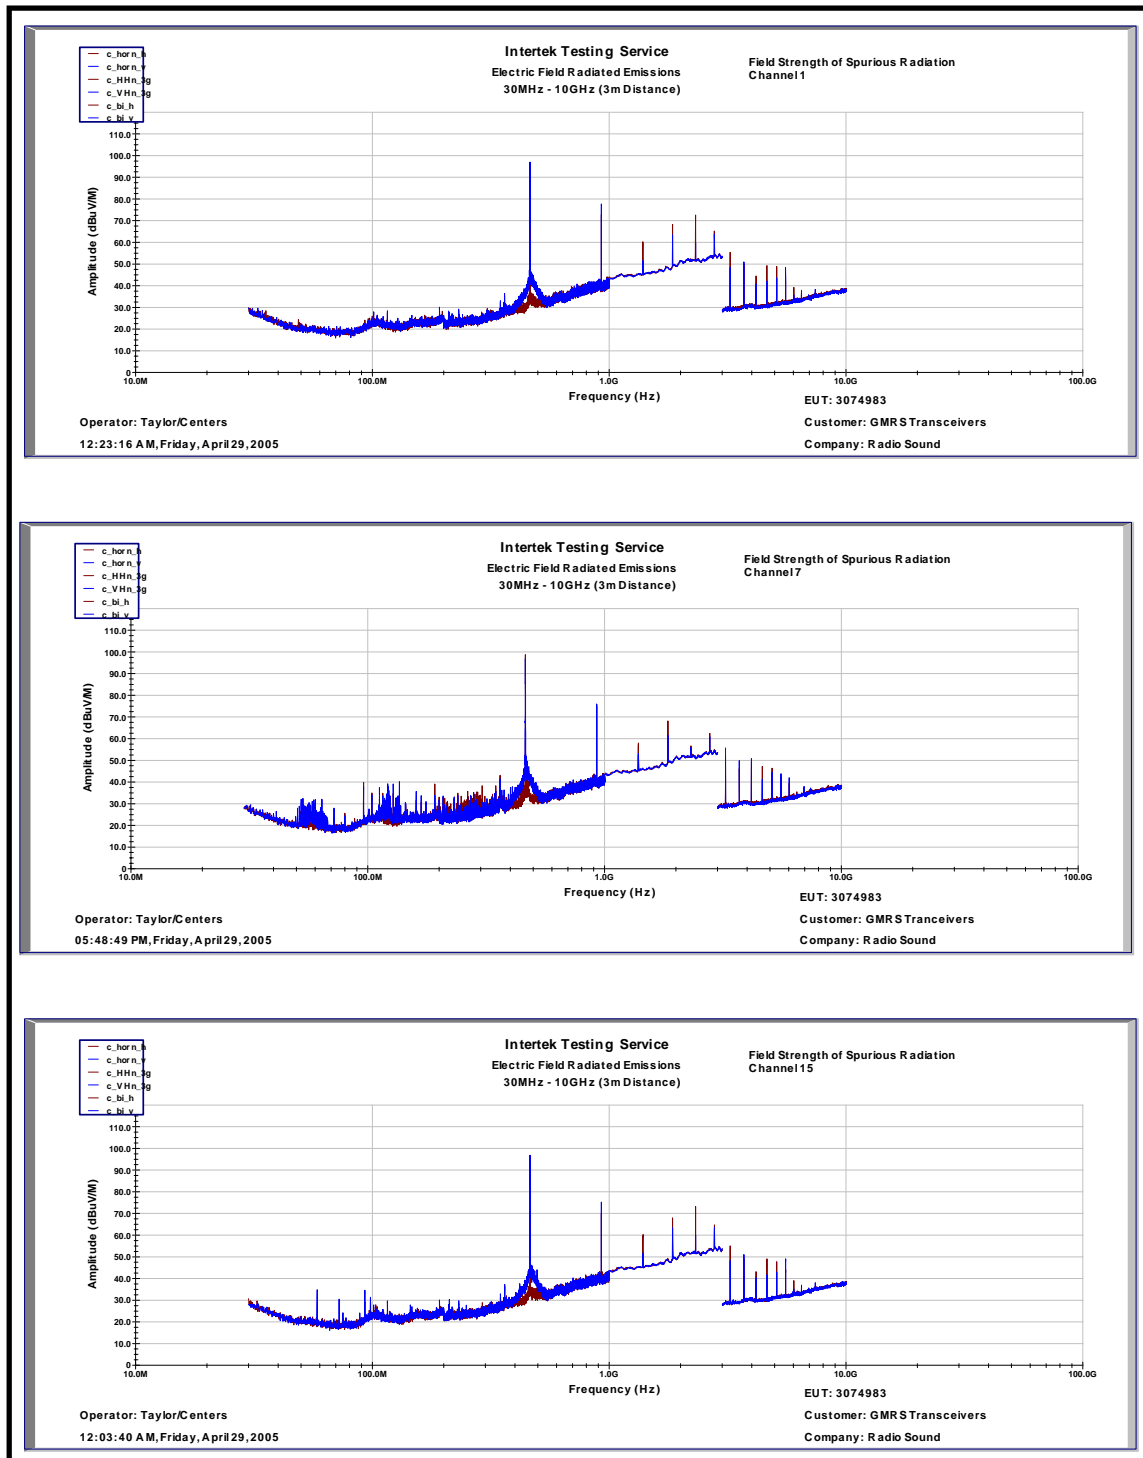 Intertek Testing Service
Electric Field Radiated Emissions
30MHz - 10GHz (3m Distance)
Field Strength of Spurious Radiation
Channel 1
c_horn_h
c_horn_v
c_HHn_3g
c_VHn_3g
c_bi_h
c_bi_v
110.0
100.0
90.0
80.0
70.0
60.0
50.0
40.0
30.0
20.0
10.0
0
Amplitude (dBuV/M)
10.0M 100.0M 1.0G 10.0G 100.0G
Frequency (Hz)
EUT: 3074983
Operator: Taylor/Centers
Customer: GMRS Transceivers
12:23:16 AM, Friday, April 29, 2005
Company: Radio Sound
Intertek Testing Service
Electric Field Radiated Emissions
30MHz - 10GHz (3m Distance)
Field Strength of Spurious Radiation
Channel 7
c_horn_h
c_horn_v
c_HHn_3g
c_VHn_3g
c_bi_h
c_bi_v
110.0
100.0
90.0
80.0
70.0
60.0
50.0
40.0
30.0
20.0
10.0
0
Amplitude (dBuV/M)
10.0M 100.0M 1.0G 10.0G 100.0G
Frequency (Hz)
EUT: 3074983
Operator: Taylor/Centers
Customer: GMRS Tranceivers
05:48:49 PM, Friday, April 29, 2005
Company: Radio Sound
Intertek Testing Service
Electric Field Radiated Emissions
30MHz - 10GHz (3m Distance)
Field Strength of Spurious Radiation
Channel 15
c_horn_h
c_horn_v
c_HHn_3g
c_VHn_3g
c_bi_h
c_bi_v
110.0
100.0
90.0
80.0
70.0
60.0
50.0
40.0
30.0
20.0
10.0
0
Amplitude (dBuV/M)
10.0M 100.0M 1.0G 10.0G 100.0G
Frequency (Hz)
EUT: 3074983
Operator: Taylor/Centers
Customer: GMRS Transceivers
12:03:40 AM, Friday, April 29, 2005
Company: Radio Sound